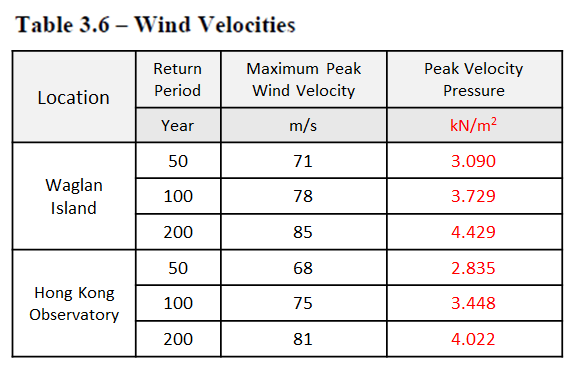 Table 3.6 – Wind Velocities
Location
Return Period
Maximum Peak Wind Velocity
Peak Velocity Pressure
Year
m/s
kN/m²
Waglan Island
50 71 3.090
100 78 3.729
200 85 4.429
Hong Kong Observatory
50 68 2.835
100 75 3.448
200 81 4.022